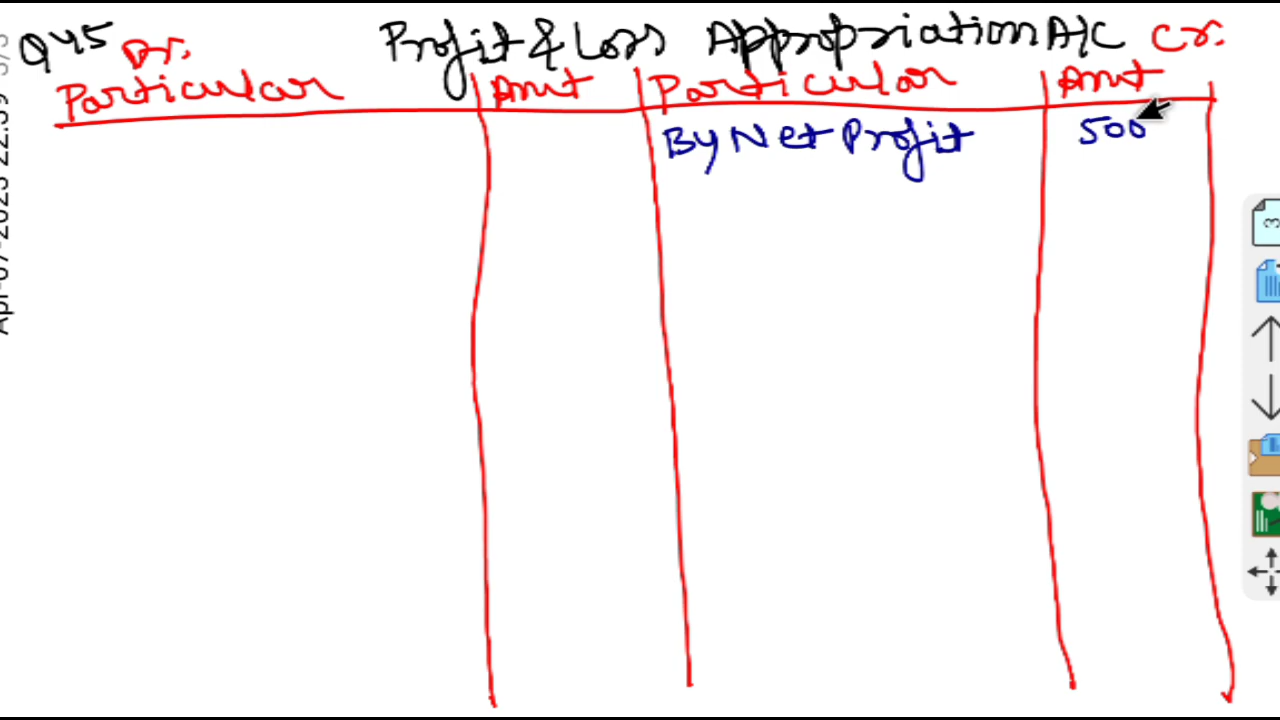 Q45 Dr. Profit & Loss Appropriation A/C Cr.
Particular Amt Particular Amt
By Net Profit 500